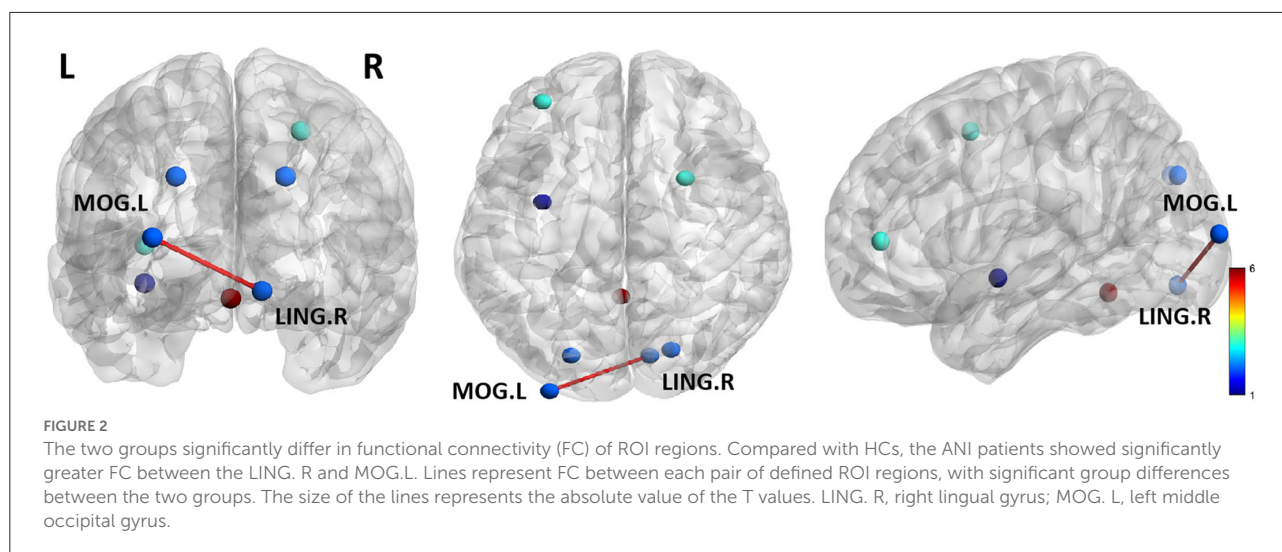 L
R
MOG.L
LING.R
MOG.L
LING.R
MOG.L
LING.R
6
1
FIGURE 2
The two groups significantly differ in functional connectivity (FC) of ROI regions. Compared with HCs, the ANI patients showed significantly
greater FC between the LING. R and MOG.L. Lines represent FC between each pair of defined ROI regions, with significant group differences
between the two groups. The size of the lines represents the absolute value of the T values. LING. R, right lingual gyrus; MOG. L, left middle
occipital gyrus.